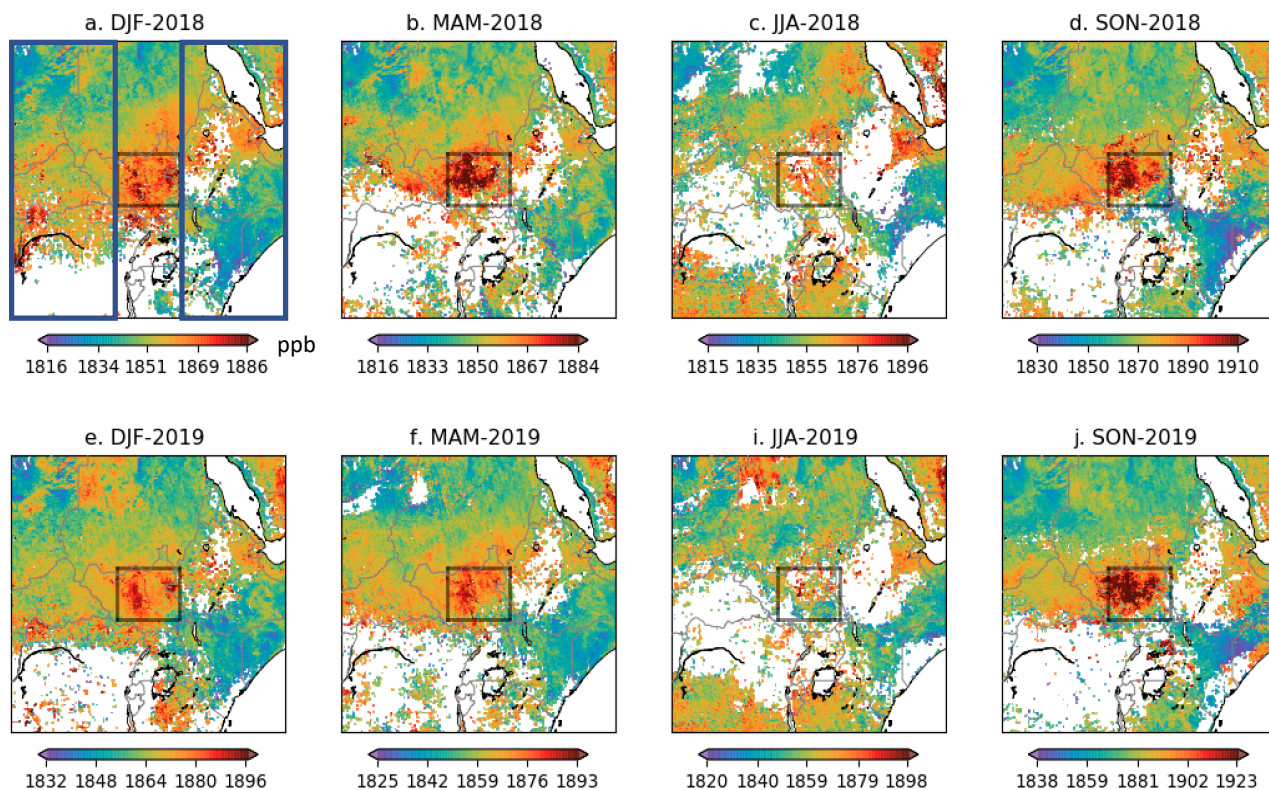 a. DJF-2018 b. MAM-2018 c. JJA-2018 d. SON-2018
ppb
1816 1834 1851 1869 1886 1816 1833 1850 1867 1884 1815 1835 1855 1876 1896 1830 1850 1870 1890 1910
e. DJF-2019 f. MAM-2019 i. JJA-2019 j. SON-2019
1832 1848 1864 1880 1896 1825 1842 1859 1876 1893 1820 1840 1859 1879 1898 1838 1859 1881 1902 1923